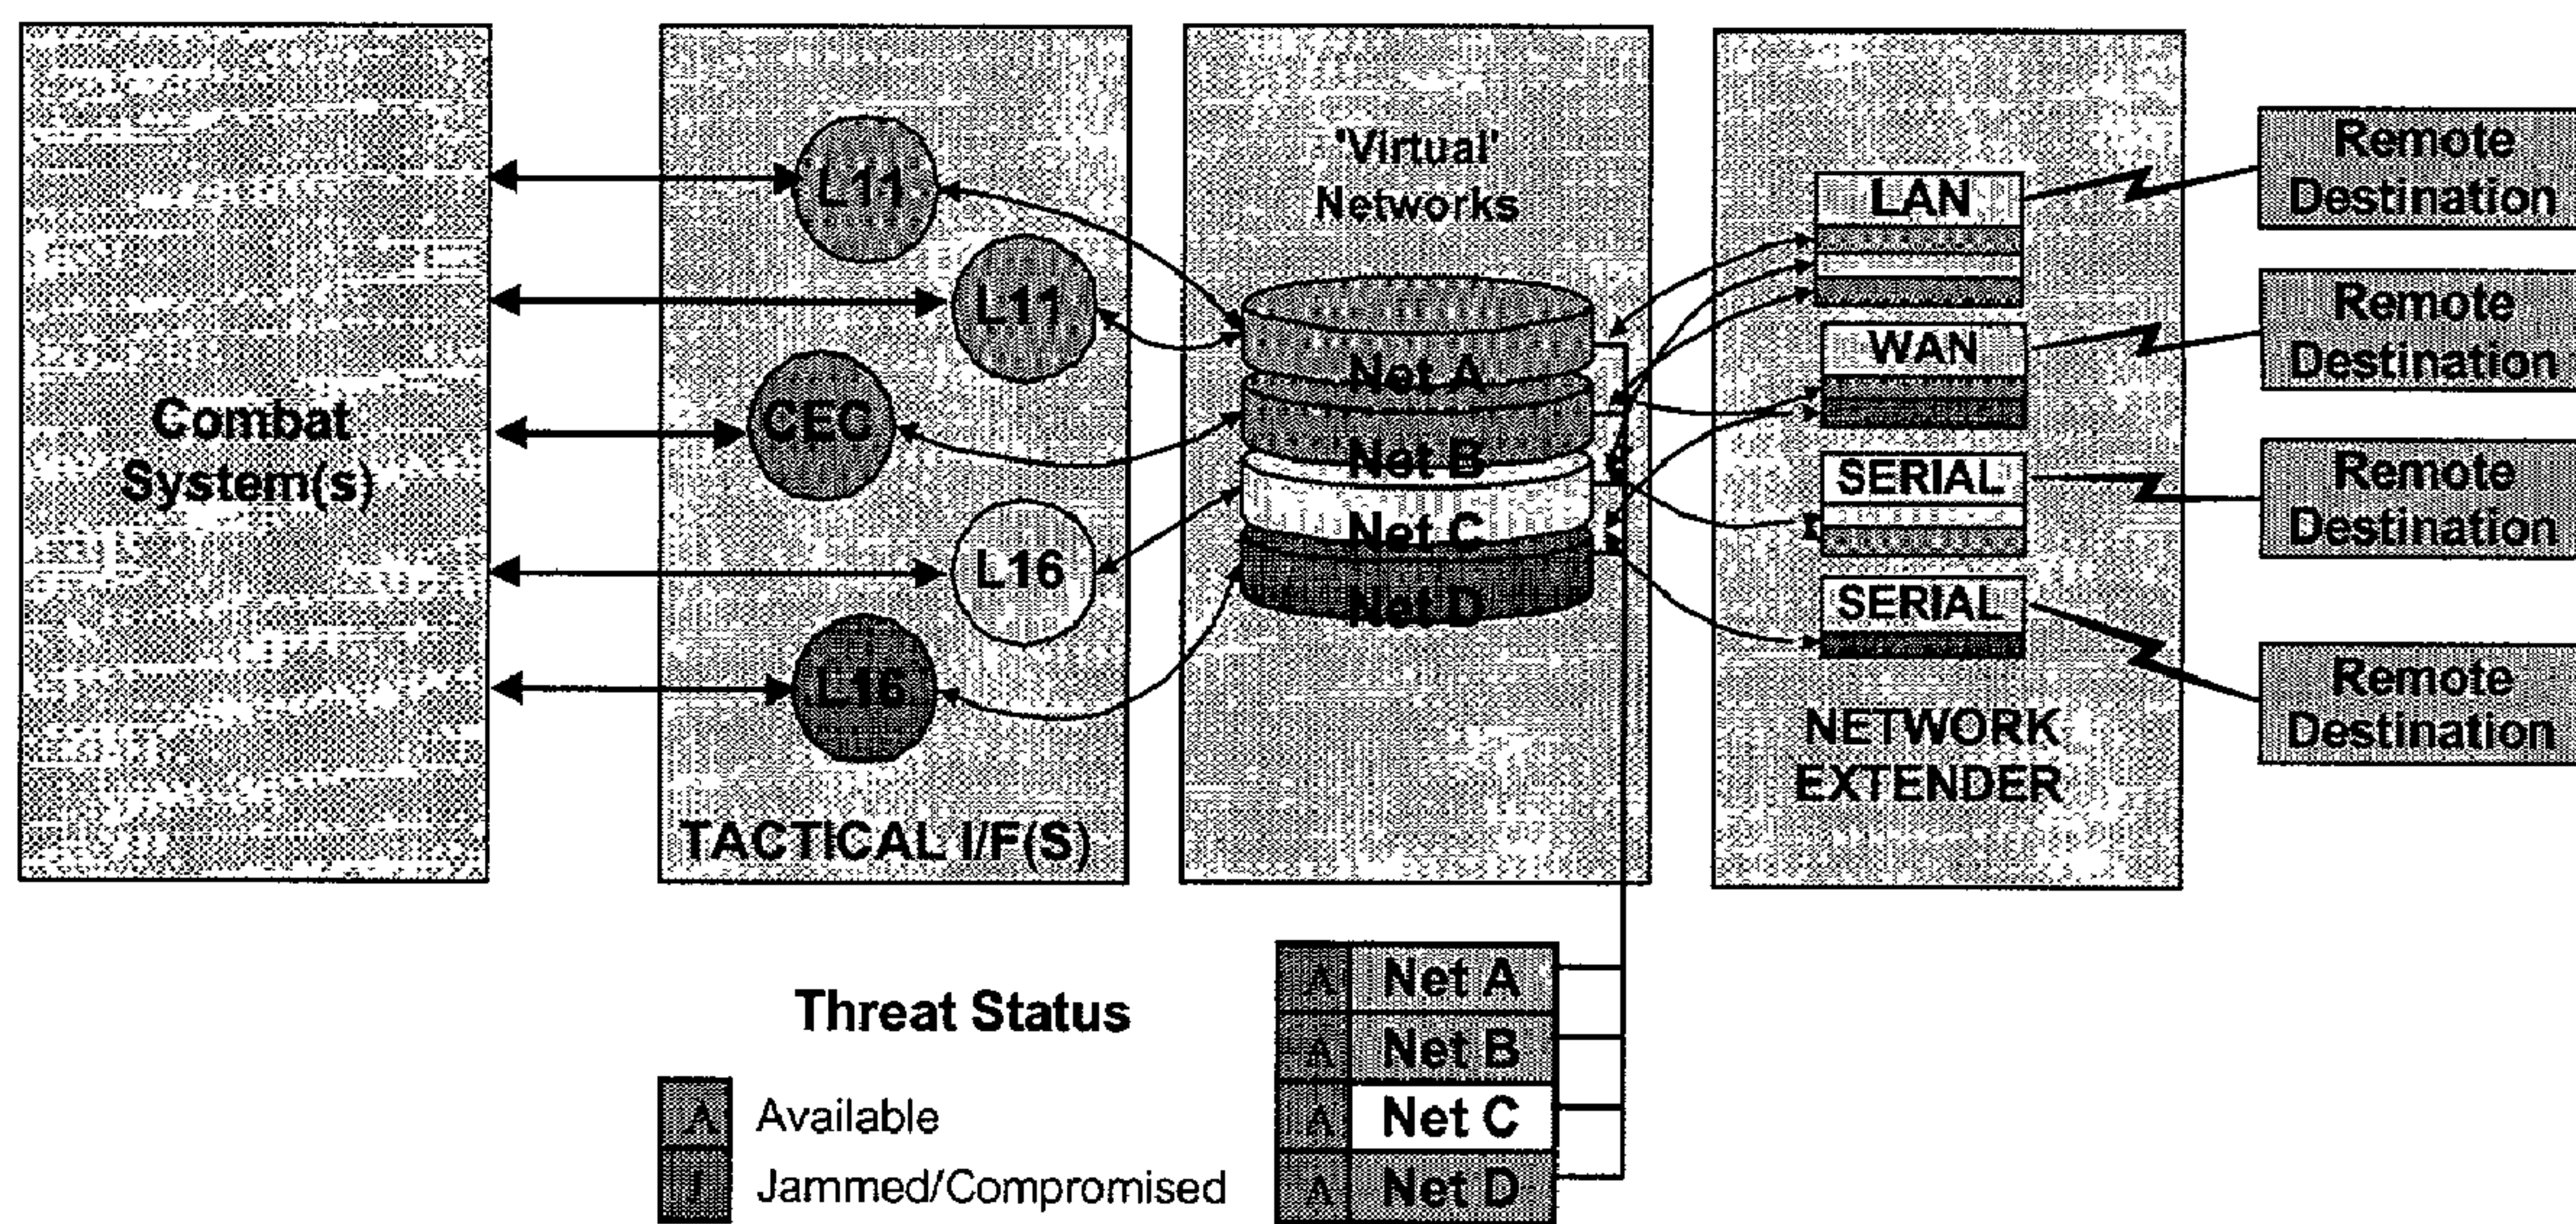 Combat
System(s)
L11
L11
CEC
L16
L16
TACTICAL I/F(S)
'Virtual'
Networks
Net A
Net B
Net C
Net D
LAN
WAN
SERIAL
SERIAL
NETWORK
EXTENDER
Remote
Destination
Remote
Destination
Remote
Destination
Remote
Destination
Threat Status
A Available
J Jammed/Compromised
A Net A
A Net B
A Net C
A Net D